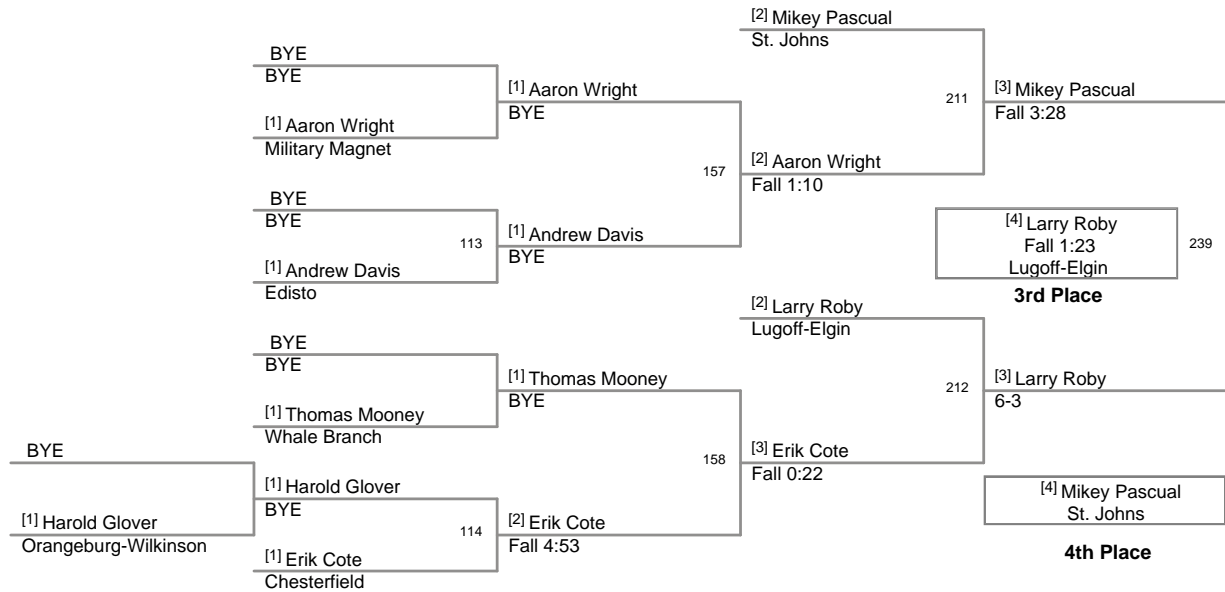 BYE
[1] Harold Glover
Orangeburg-Wilkinson
BYE
BYE
[1] Aaron Wright
Military Magnet
BYE
BYE
113
[1] Andrew Davis
Edisto
BYE
BYE
[1] Thomas Mooney
Whale Branch
[1] Harold Glover
BYE
114
[1] Erik Cote
Chesterfield
[1] Aaron Wright
BYE
157
[1] Andrew Davis
BYE
[1] Thomas Mooney
BYE
158
[2] Erik Cote
Fall 4:53
[2] Mikey Pascual
St. Johns
211
[2] Aaron Wright
Fall 1:10
[2] Larry Roby
Lugoff-Elgin
212
[3] Erik Cote
Fall 0:22
[3] Mikey Pascual
Fall 3:28
[4] Larry Roby
Fall 1:23
Lugoff-Elgin
239
3rd Place
[3] Larry Roby
6-3
[4] Mikey Pascual
St. Johns
4th Place